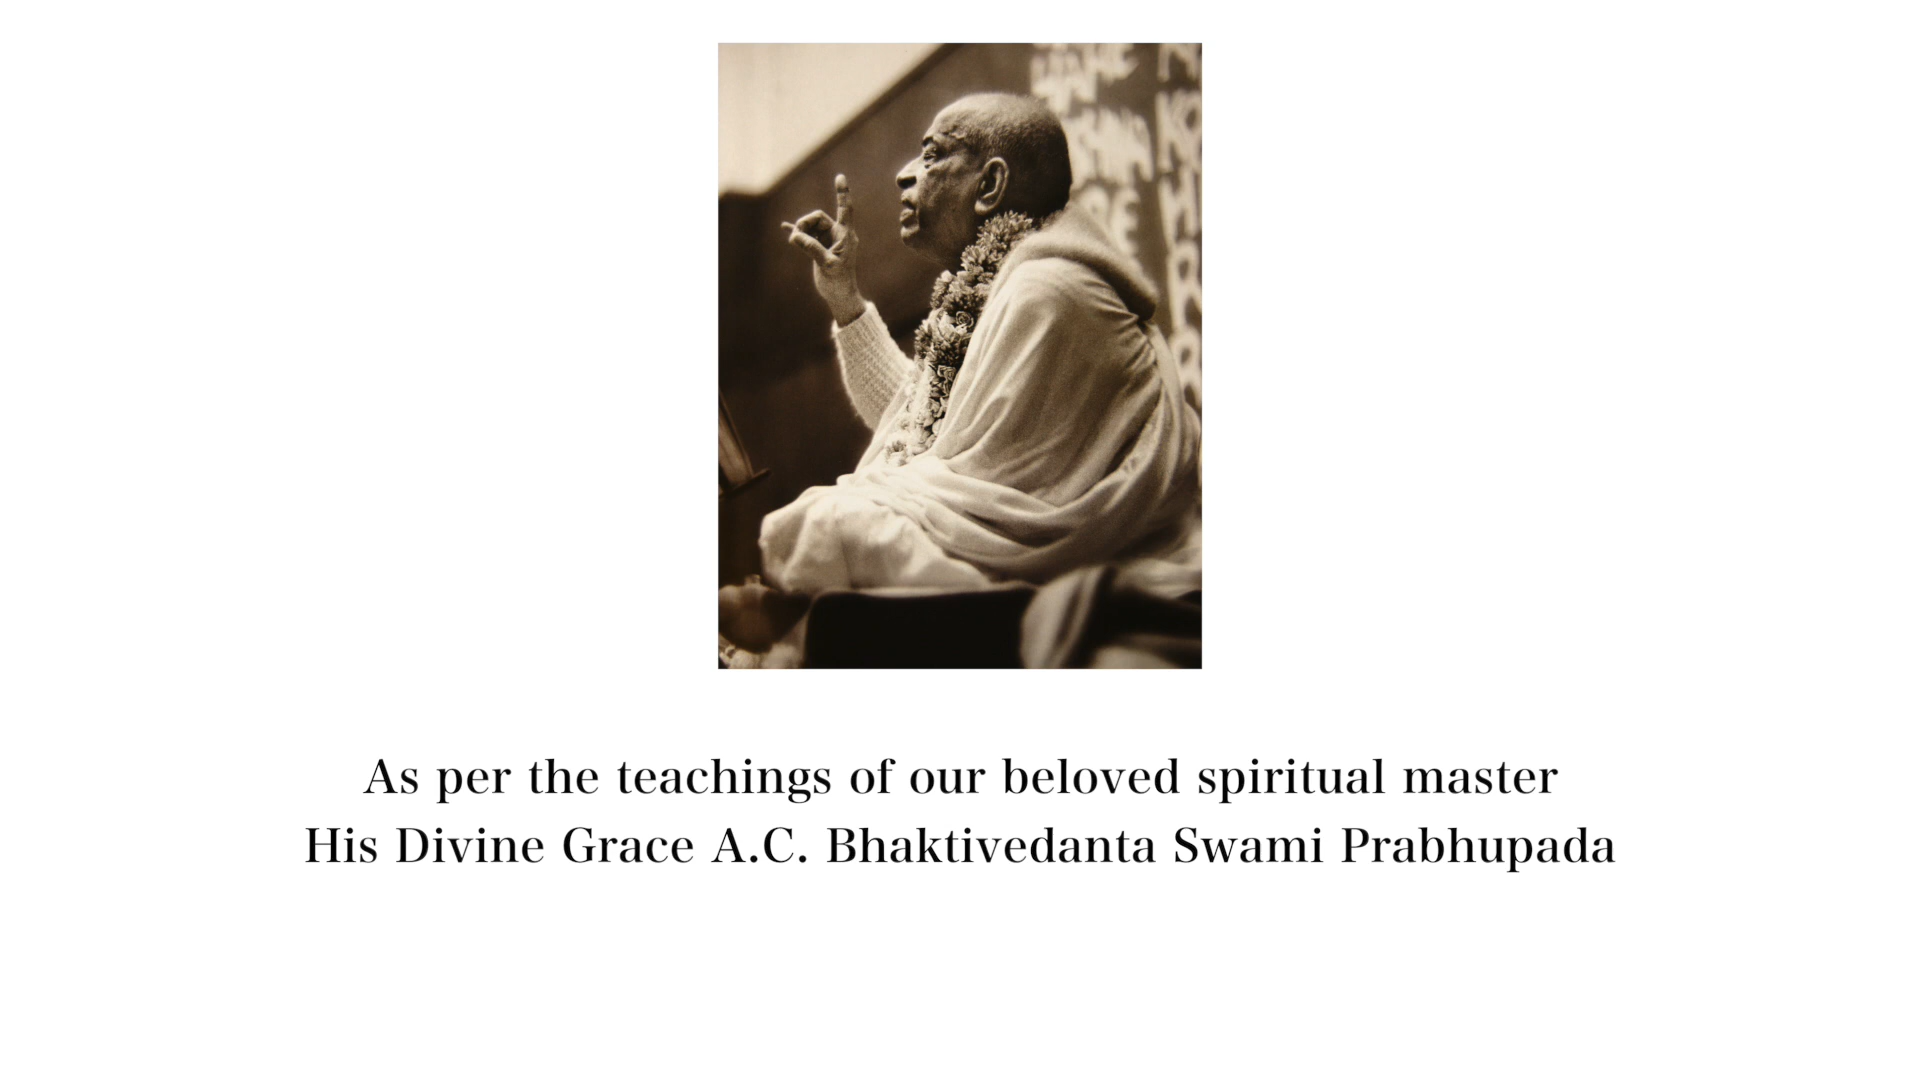 As per the teachings of our beloved spiritual master
His Divine Grace A.C. Bhaktivedanta Swami Prabhupada